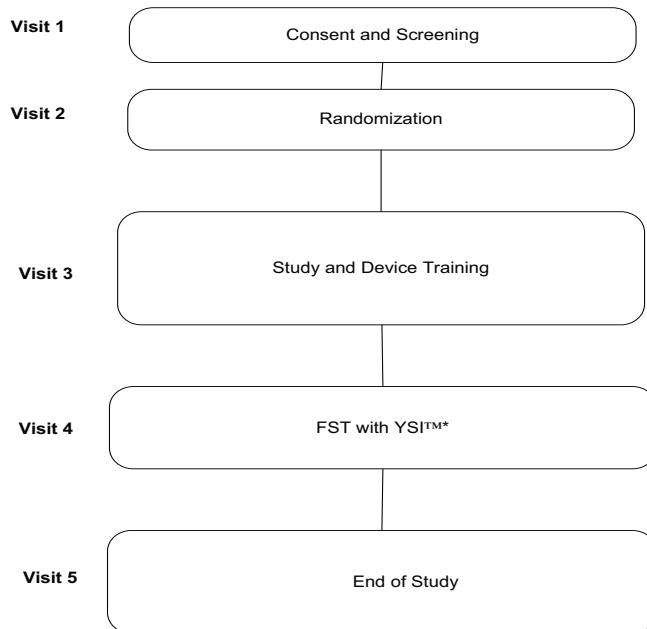 Visit 1
Consent and Screening
Visit 2
Randomization
Visit 3
Study and Device Training
Visit 4
FST with YSI™*
Visit 5
End of Study